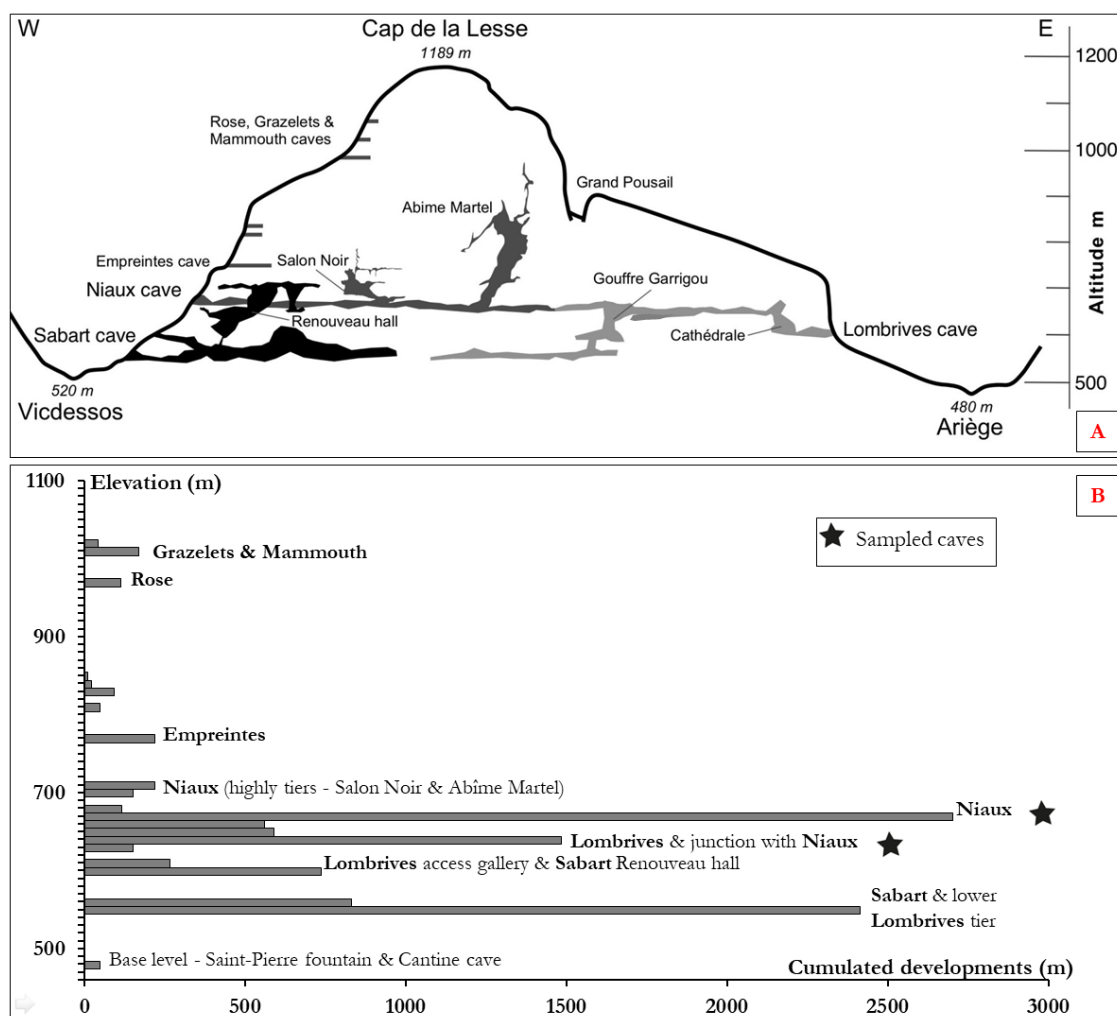 W
Cap de la Lesse
1189 m
E
1200
Rose, Grazelets &
Mammouth caves
1000
Grand Pousail
Abime Martel
Altitude m
Empreintes cave
Salon Noir
Gouffre Garrigou
Niaux cave
Renouveau hall
Sabart cave
Cathédrale
Lombrives cave
500
520 m
480 m
Vicdessos
Ariège
A
1100
Elevation (m)
B
Sampled caves
Grazelets & Mammouth
Rose
900
Empreintes
700
Niaux (highly tiers - Salon Noir & Abîme Martel)
Niaux
Lombrives & junction with Niaux
Lombrives access gallery & Sabart Renouveau hall
Sabart & lower
Lombrives tier
500
Base level - Saint-Pierre fountain & Cantine cave
Cumulated developments (m)
0 500 1000 1500 2000 2500 3000